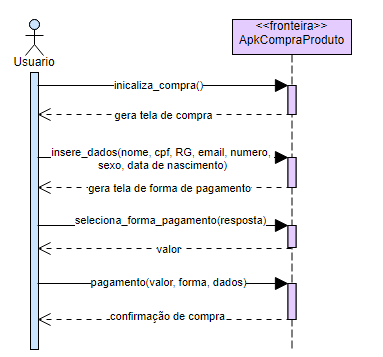 <<fronteira>>
ApkCompraProduto
Usuario
inicaliza_compra()
gera tela de compra
insere_dados(nome, cpf, RG, email, numero,
sexo, data de nascimento)
gera tela de forma de pagamento
seleciona_forma_pagamento(resposta)
valor
pagamento(valor, forma, dados)
confirmação de compra